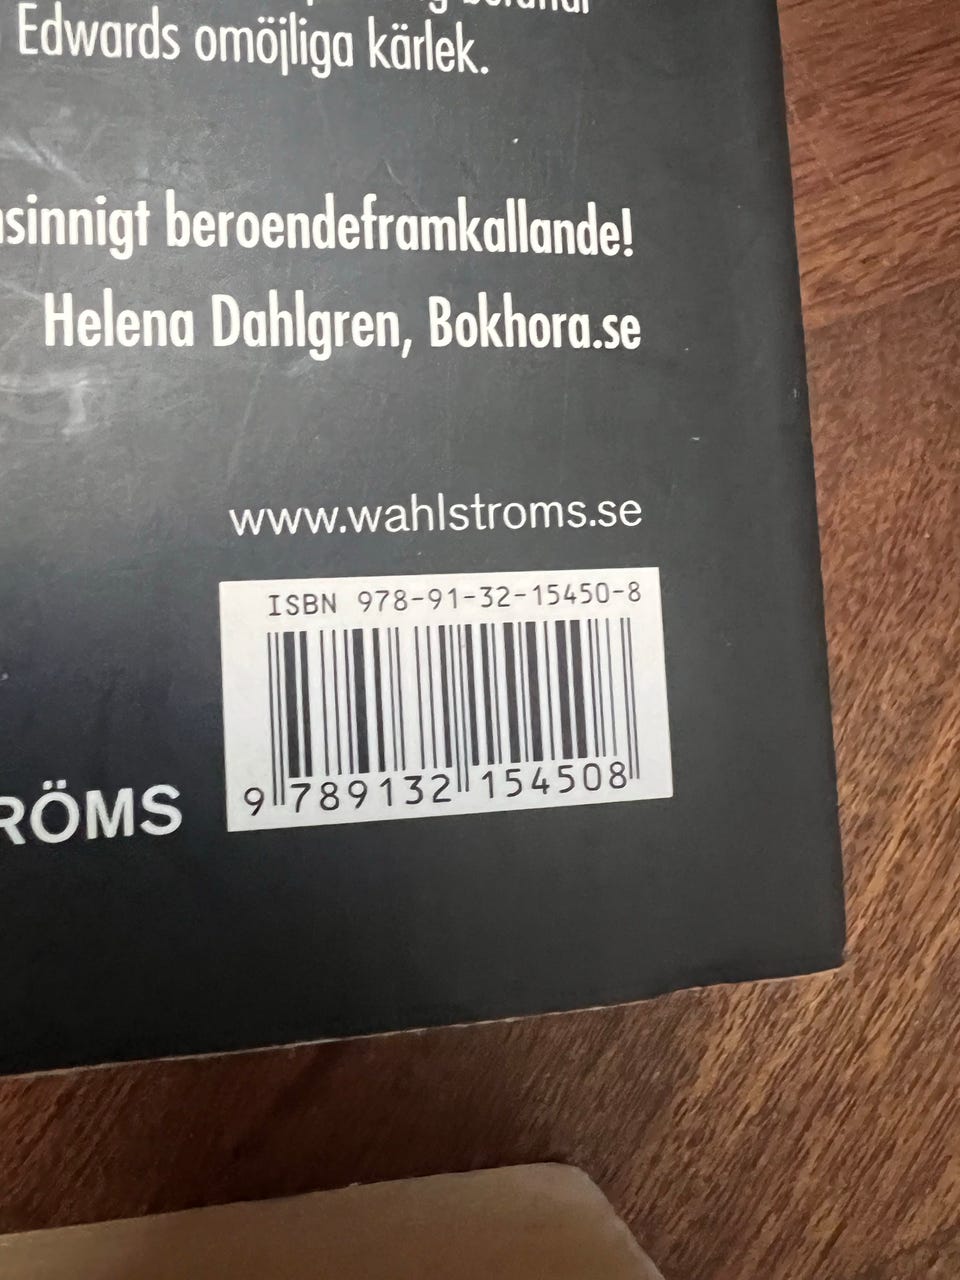 Edwards omöjliga kärlek.
beroendeframkallande!
Helena Dahlgren, Bokhora.se
www.wahlstroms.se
ISBN 978-91-32-15450-8
9 789132 154508
RÖMS